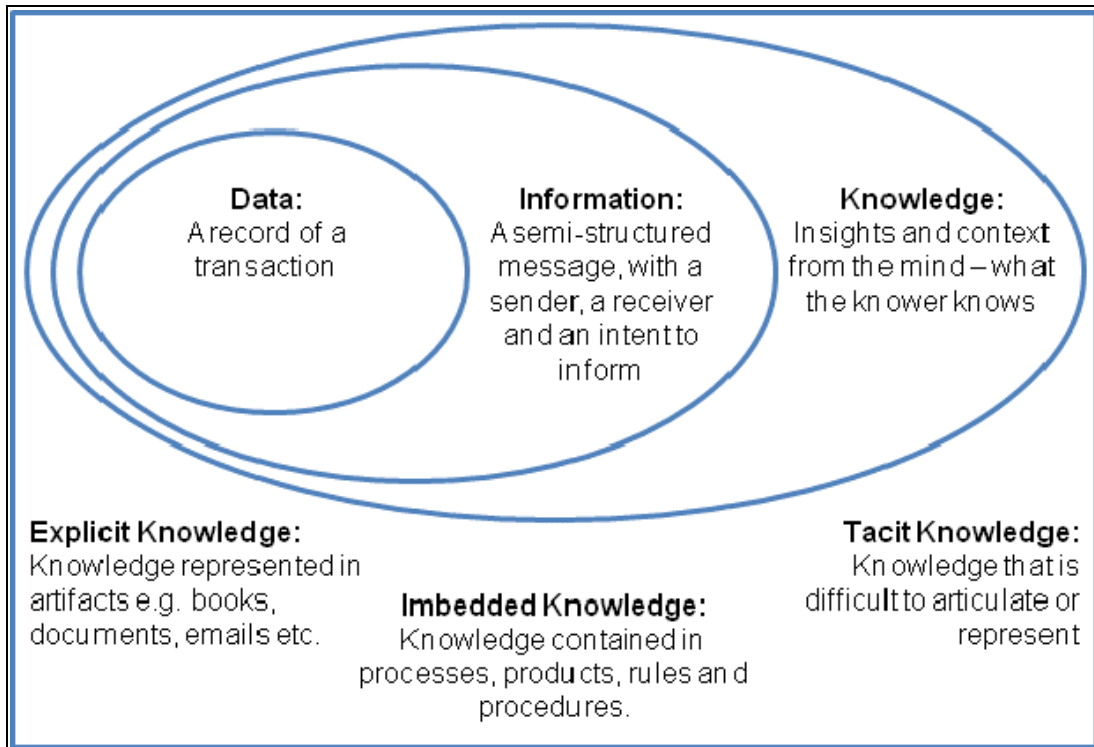 Data:
A record of a
transaction
Information:
A semi-structured
message, with a
sender, a receiver
and an intent to
inform
Knowledge:
Insights and context
from the mind – what
the knower knows
Explicit Knowledge:
Knowledge represented in
artifacts e.g. books,
documents, emails etc.
Imbedded Knowledge:
Knowledge contained in
processes, products, rules and
procedures.
Tacit Knowledge:
Knowledge that is
difficult to articulate or
represent